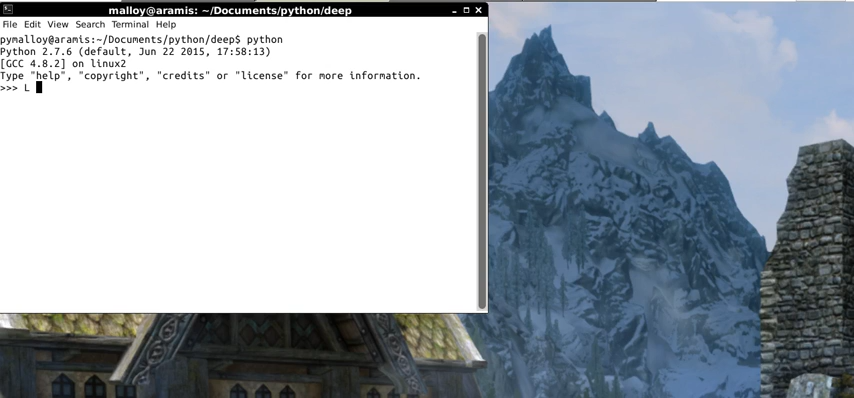 malloy@aramis: ~/Documents/python/deep
File Edit View Search Terminal Help
pymalloy@aramis:~/Documents/python/deep$ python
Python 2.7.6 (default, Jun 22 2015, 17:58:13)
[GCC 4.8.2] on linux2
Type "help", "copyright", "credits" or "license" for more information.
>>> L